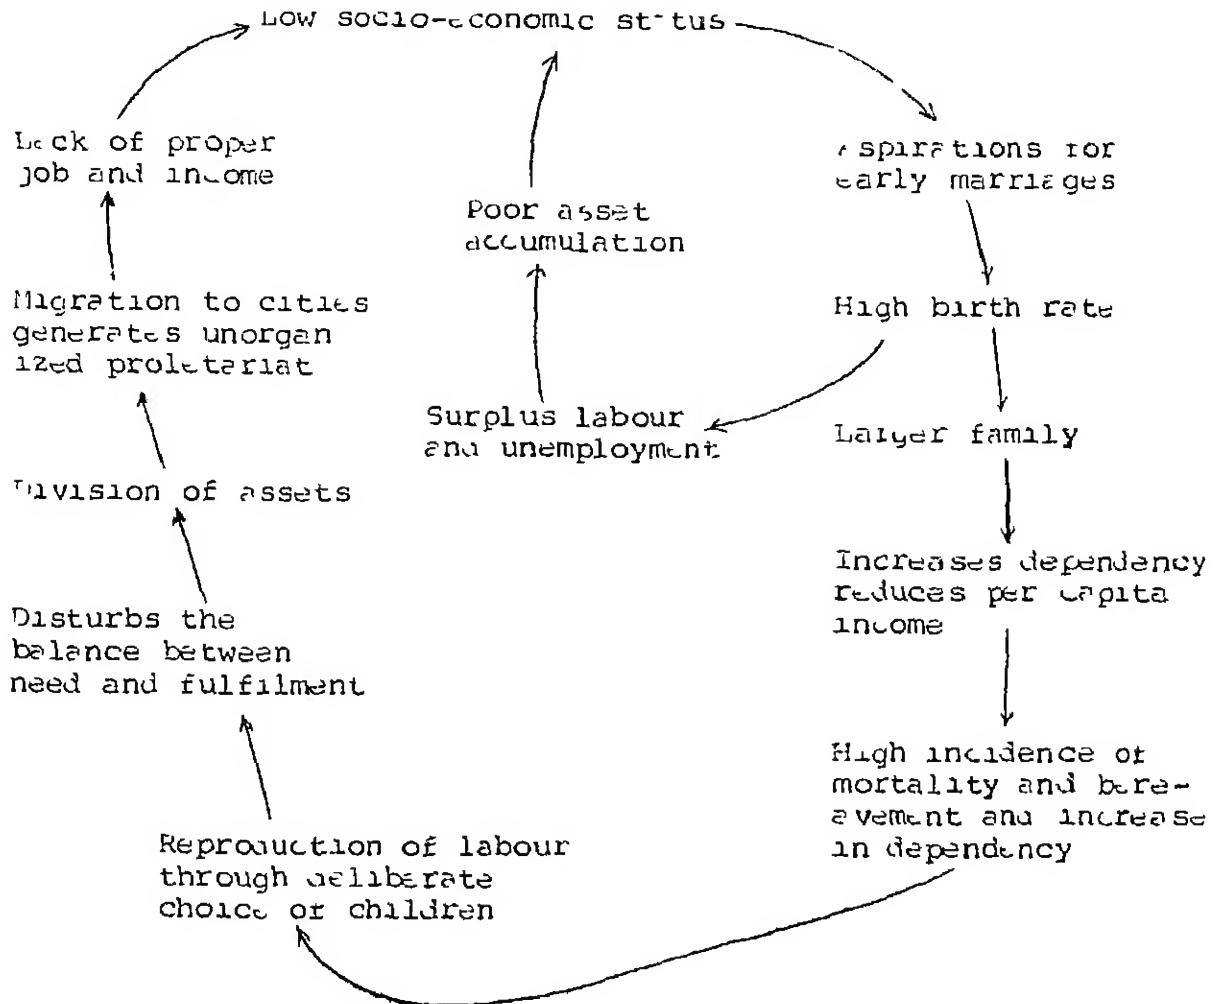 Low socio-economic status
Lack of proper
job and income
Aspirations for
early marriages
Poor asset
accumulation
Migration to cities
generates unorgan
ized proletariat
High birth rate
Surplus labour
and unemployment
Larger family
Division of assets
Increases dependency
reduces per capita
income
Disturbs the
balance between
need and fulfilment
High incidence of
mortality and bere-
avement and increase
in dependency
Reproduction of labour
through deliberate
choice of children